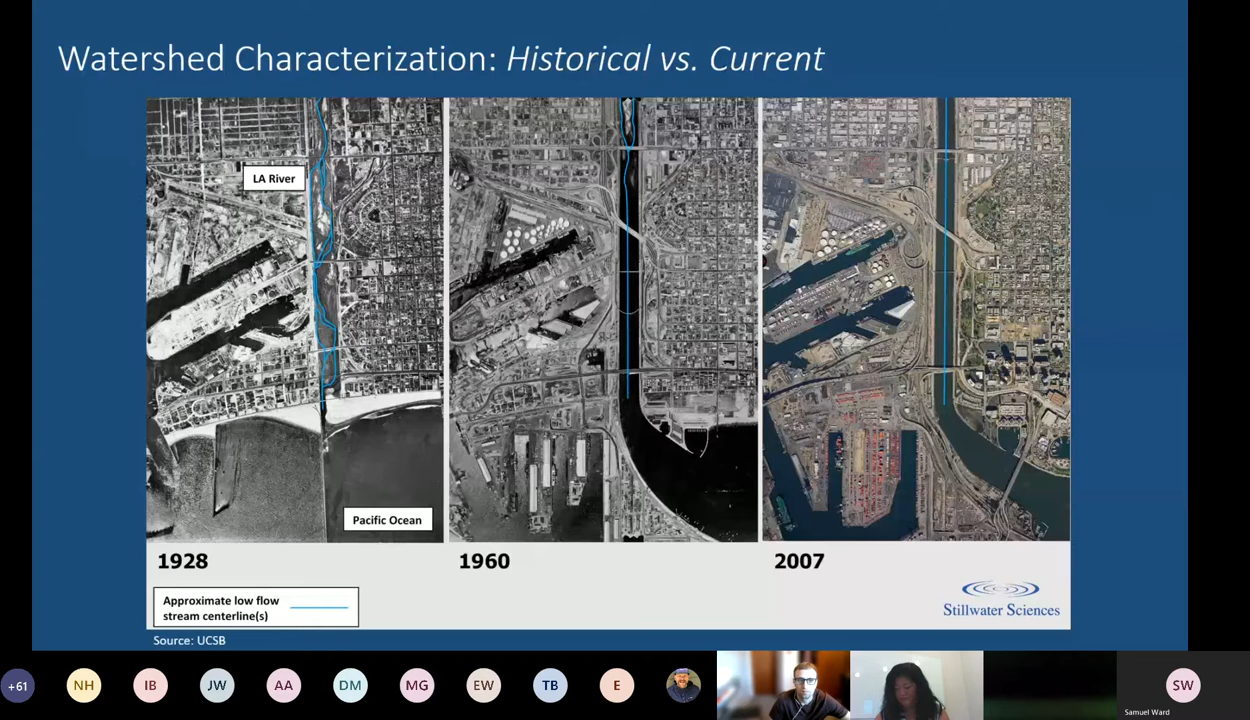 Watershed Characterization: Historical vs. Current
LA River
Pacific Ocean
1928
1960
2007
Approximate low flow
stream centerline(s)
Stillwater Sciences
Source: UCSB
+61
NH
IB
JW
AA
DM
MG
EW
TB
E
SW
Samuel Ward